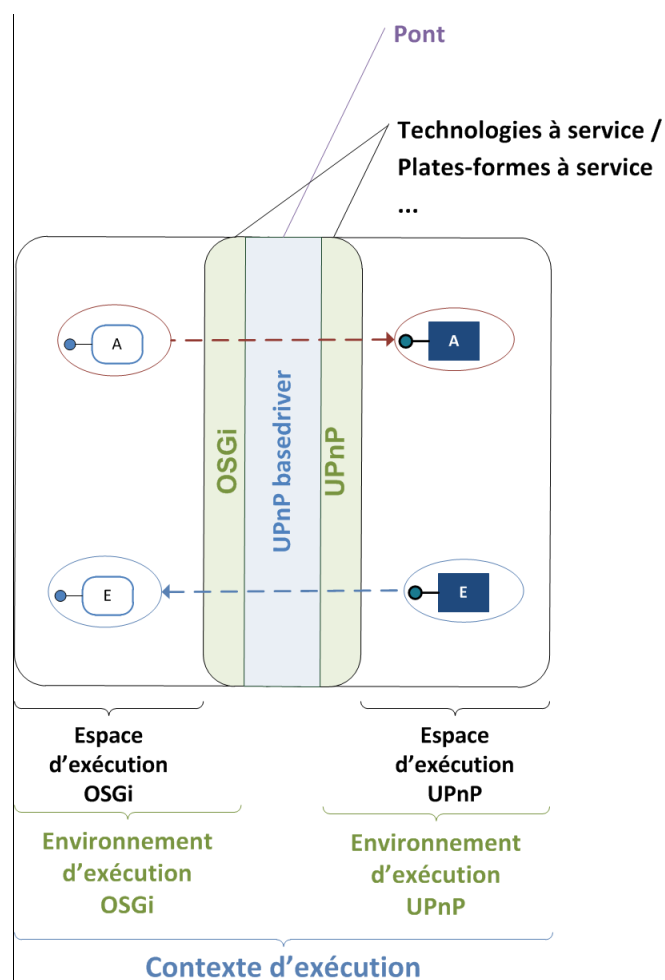 Pont
Technologies à service /
Plates-formes à service
...
A
A
OSGi
UPnP basedriver
UPnP
E
E
Espace
d'exécution
OSGi
Espace
d'exécution
UPnP
Environnement
d'exécution
OSGi
Environnement
d'exécution
UPnP
Contexte d'exécution